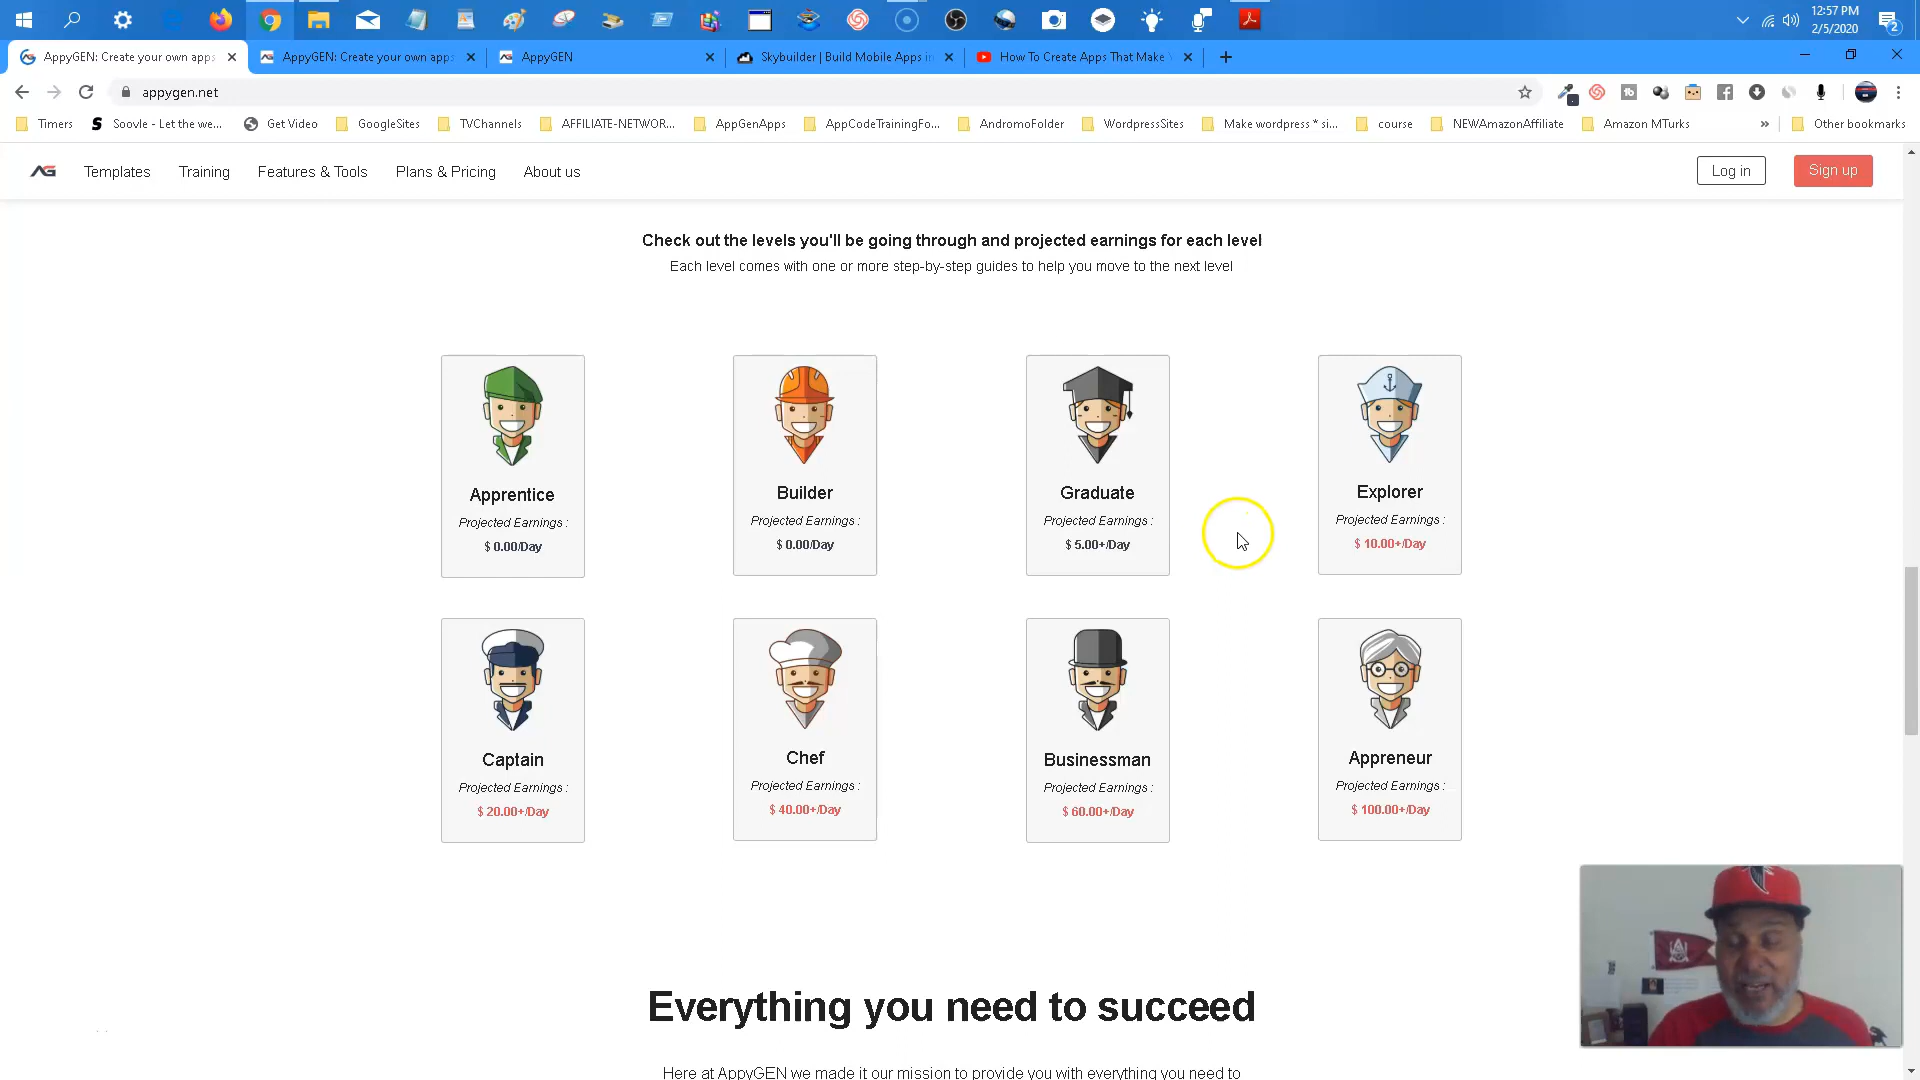 12:57 PM
2/5/2020
2
AppyGEN: Create your own apps
AppyGEN: Create your own apps
AppyGEN
Skybuilder | Build Mobile Apps in
How To Create Apps That Make
appygen.net
Timers
Soovle - Let the we...
Get Video
GoogleSites
TVChannels
AFFILIATE-NETWOR...
AppGenApps
AppCodeTrainingFo...
AndromoFolder
WordpressSites
Make wordpress * si...
course
NEWAmazonAffiliate
Amazon MTurks
»
Other bookmarks
AG
Templates
Training
Features & Tools
Plans & Pricing
About us
Log in
Sign up
Check out the levels you'll be going through and projected earnings for each level
Each level comes with one or more step-by-step guides to help you move to the next level
Apprentice
Projected Earnings :
$ 0.00/Day
Builder
Projected Earnings :
$ 0.00/Day
Graduate
Projected Earnings :
$ 5.00+/Day
Explorer
Projected Earnings :
$ 10.00+/Day
Captain
Projected Earnings :
$ 20.00+/Day
Chef
Projected Earnings :
$ 40.00+/Day
Businessman
Projected Earnings :
$ 60.00+/Day
Appreneur
Projected Earnings :
$ 100.00+/Day
Everything you need to succeed
Here at AppyGEN we made it our mission to provide you with everything you need to